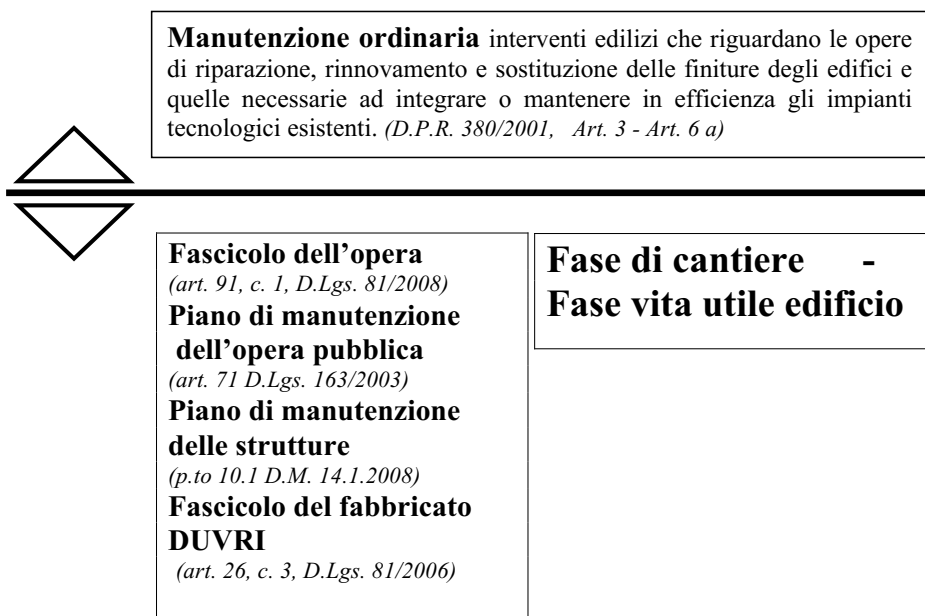 Manutenzione ordinaria interventi edilizi che riguardano le opere
di riparazione, rinnovamento e sostituzione delle finiture degli edifici e
quelle necessarie ad integrare o mantenere in efficienza gli impianti
tecnologici esistenti. (D.P.R. 380/2001, Art. 3 - Art. 6 a)
Fascicolo dell’opera
(art. 91, c. 1, D.Lgs. 81/2008)
Piano di manutenzione
dell’opera pubblica
(art. 71 D.Lgs. 163/2003)
Piano di manutenzione
delle strutture
(p.to 10.1 D.M. 14.1.2008)
Fascicolo del fabbricato
DUVRI
(art. 26, c. 3, D.Lgs. 81/2006)
Fase di cantiere -
Fase vita utile edificio